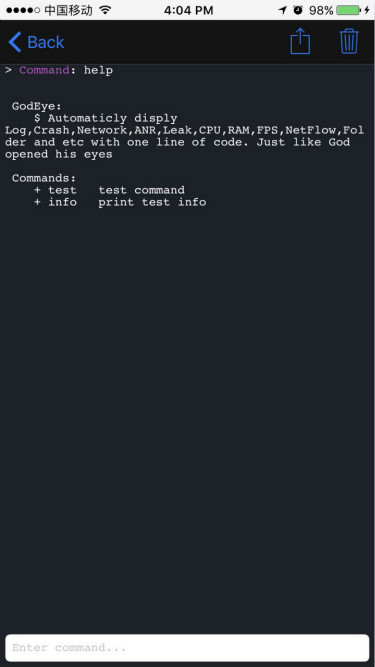 中国移动 4:04 PM 98%
Back
> Command: help
GodEye:
$ Automaticly disply
Log,Crash,Network,ANR,Leak,CPU,RAM,FPS,NetFlow,Fol
der and etc with one line of code. Just like God
opened his eyes
Commands:
+ test test command
+ info print test info
Enter command...